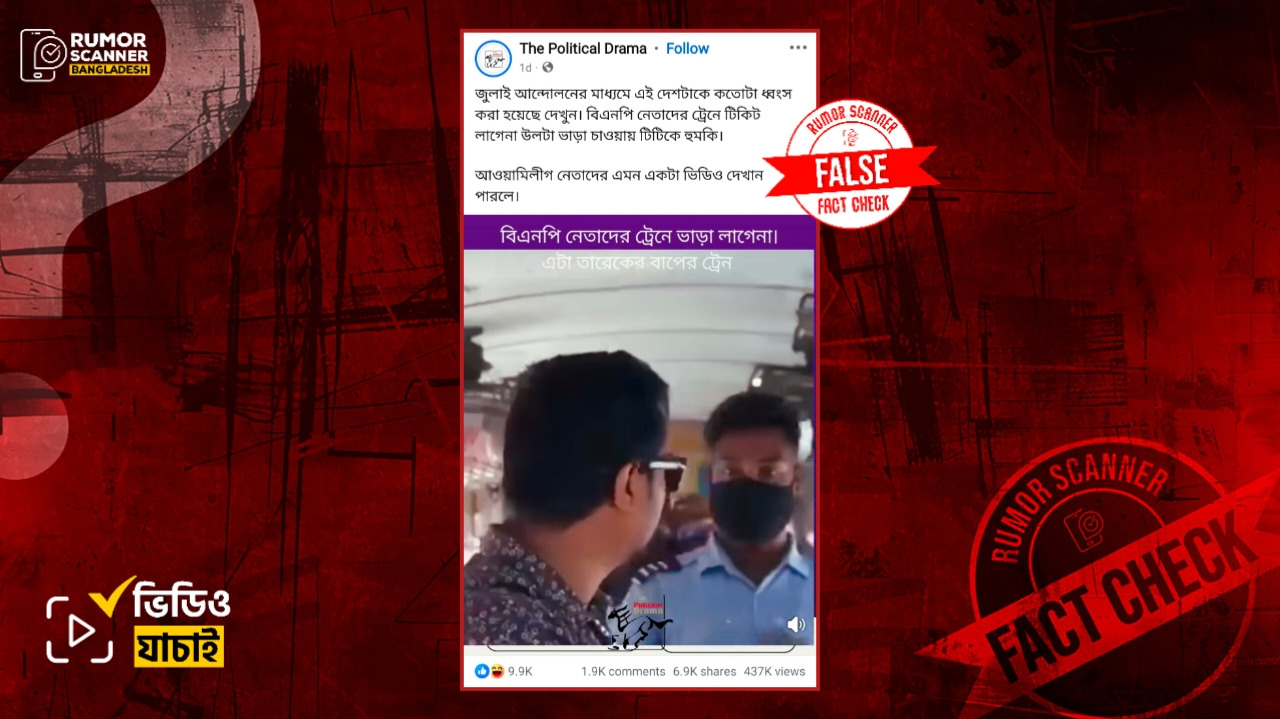 RUMOR
SCANNER
BANGLADESH
The Political Drama · Follow
1d ·
জুলাই আন্দোলনের মাধ্যমে এই দেশটাকে কতোটা ধ্বংস
করা হয়েছে দেখুন। বিএনপি নেতাদের ট্রেনে টিকিট
লাগেনা উলটা ভাড়া চাওয়ায় টিটিকে হুমকি।
আওয়ামিলীগ নেতাদের এমন একটা ভিডিও দেখান
পারলে।
RUMOR SCANNER
FALSE
FACT CHECK
বিএনপি নেতাদের ট্রেনে ভাড়া লাগেনা।
এটা তারেকের বাপের ট্রেন
Political
Drama
9.9K 1.9K comments 6.9K shares 437K views
ভিডিও
যাচাই
RUMOR SCANNER
FACT CHECK